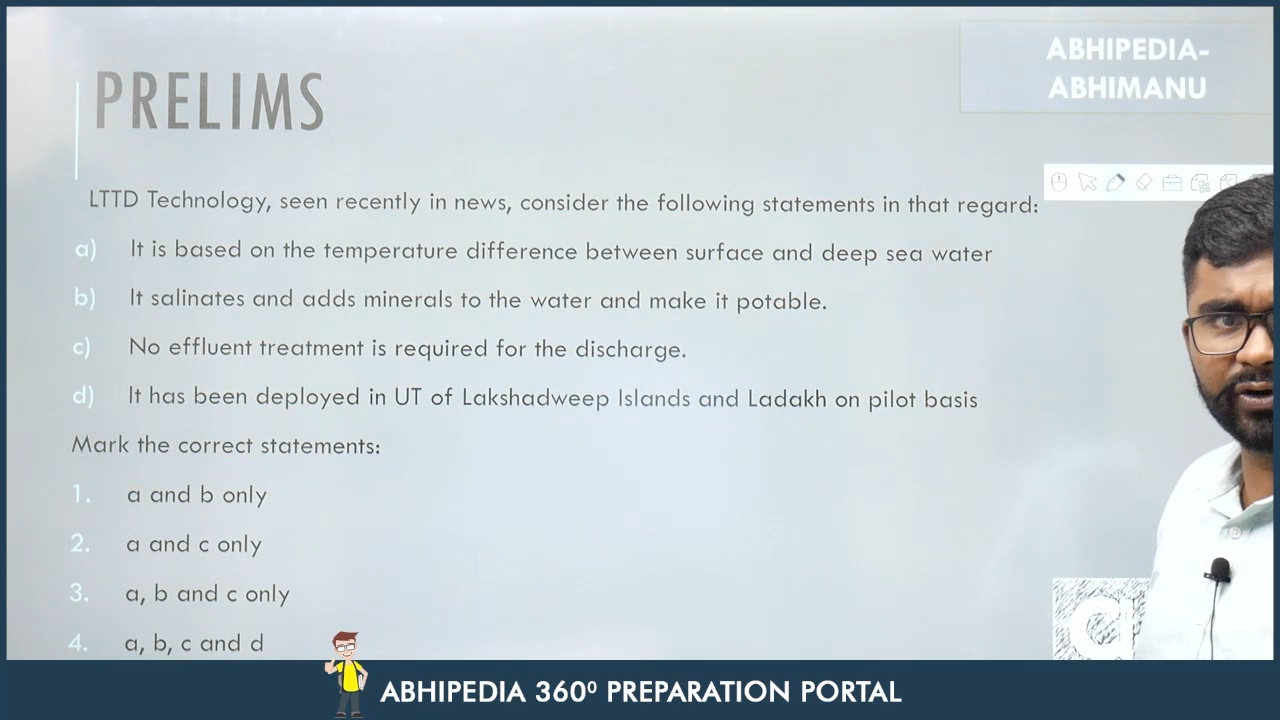 ABHIPEDIA-
ABHIMANU
PRELIMS
LTTD Technology, seen recently in news, consider the following statements in that regard:
a) It is based on the temperature difference between surface and deep sea water
b) It salinates and adds minerals to the water and make it potable.
c) No effluent treatment is required for the discharge.
d) It has been deployed in UT of Lakshadweep Islands and Ladakh on pilot basis
Mark the correct statements:
1. a and b only
2. a and c only
3. a, b and c only
4. a, b, c and d
ABHIPEDIA 360⁰ PREPARATION PORTAL